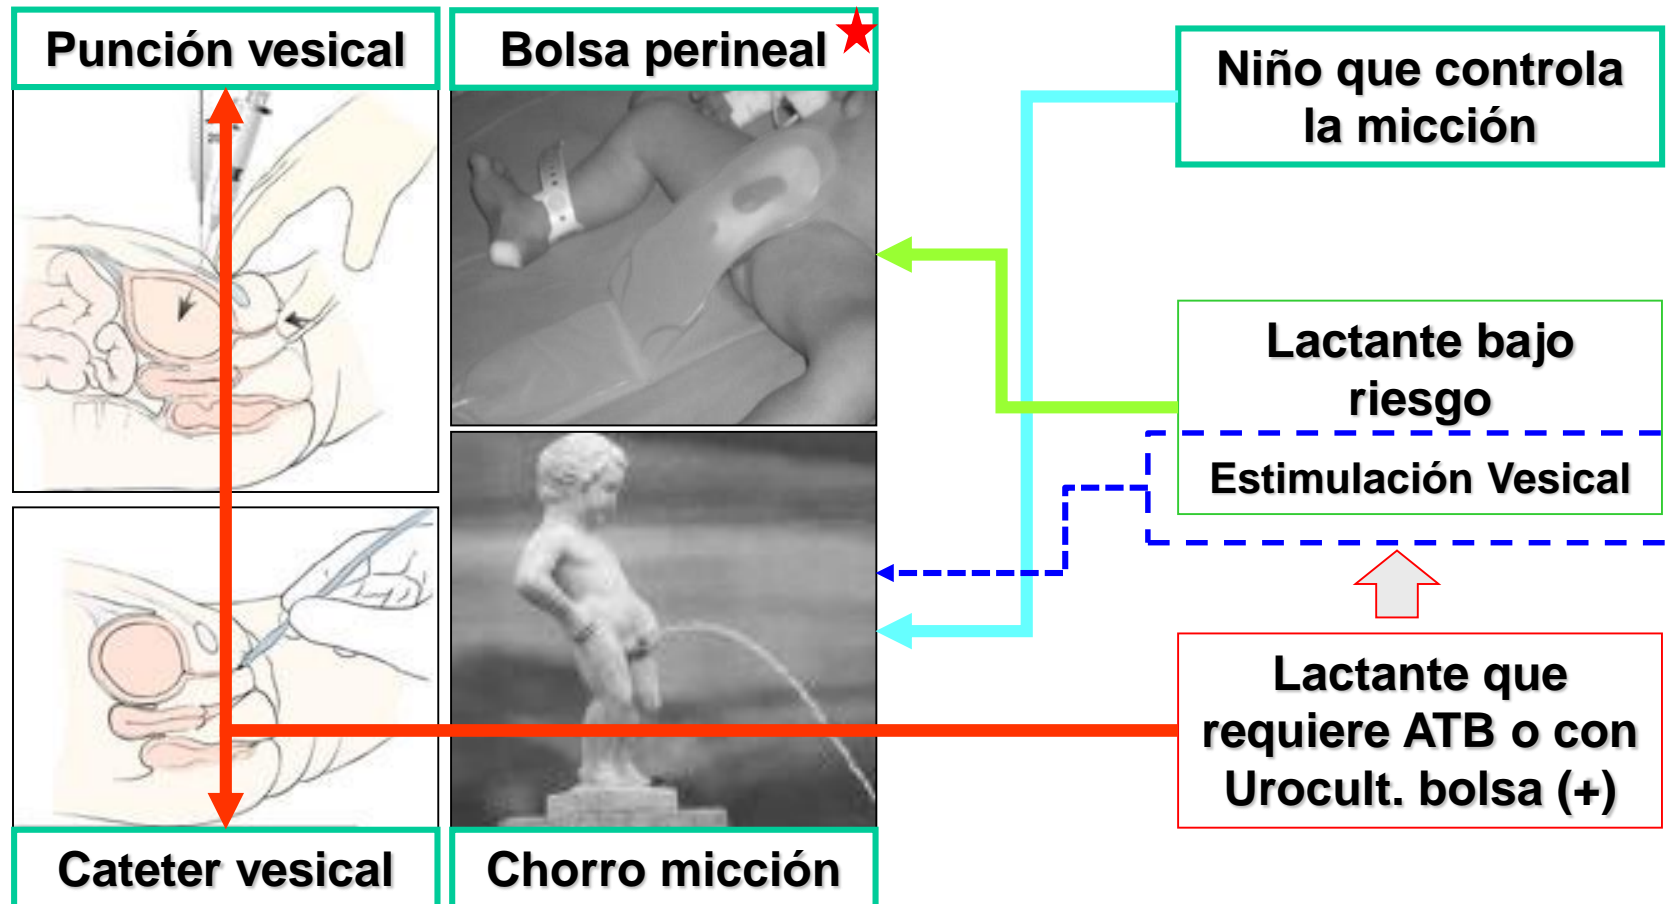 Punción vesical
Bolsa perineal
Niño que controla
la micción
Lactante bajo
riesgo
Estimulación Vesical
Lactante que
requiere ATB o con
Urocult. bolsa (+)
Cateter vesical
Chorro micción